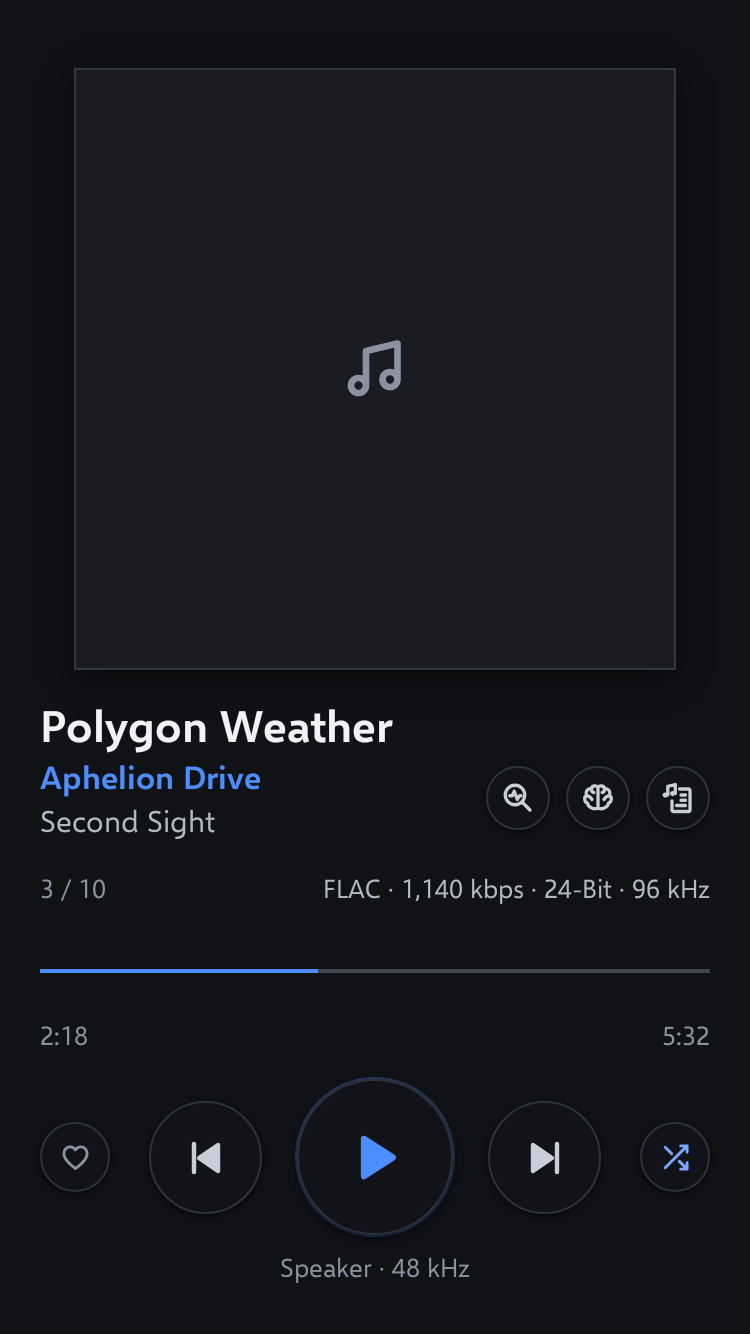 Polygon Weather
Aphelion Drive
Second Sight
3 / 10
FLAC · 1,140 kbps · 24-Bit · 96 kHz
2:18
5:32
Speaker · 48 kHz